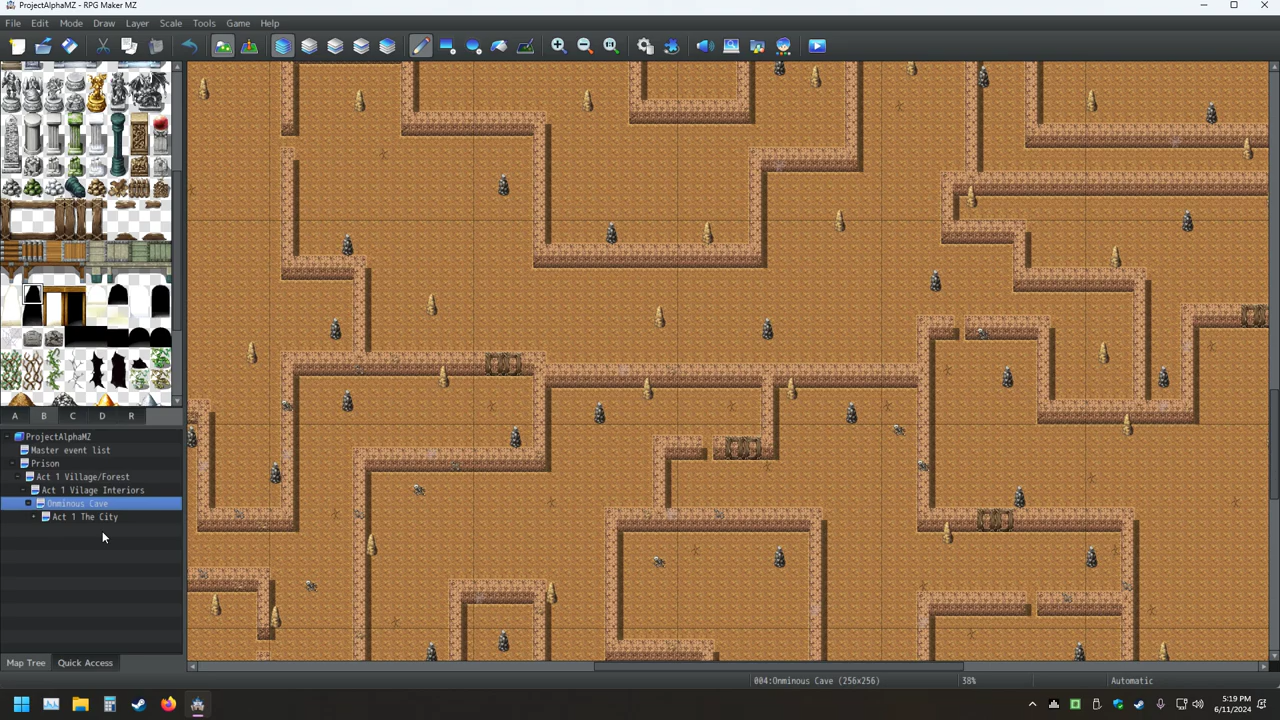 ProjectAlphaMZ - RPG Maker MZ
File Edit Mode Draw Layer Scale Tools Game Help
A B C D R
ProjectAlphaMZ
Master event list
Prison
Act 1 Village/Forest
Act 1 Vilage Interiors
Onminous Cave
Act 1 The City
Map Tree Quick Access
004:Onminous Cave (256x256) 38% Automatic
5:19 PM
6/11/2024